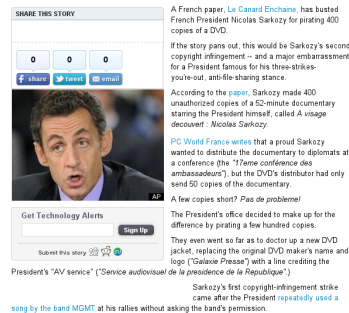 SHARE THIS STORY
0
0
0
share
tweet
email
AP
Get Technology Alerts
Sign Up
Submit this story
A French paper, Le Canard Enchaine, has busted
French President Nicolas Sarkozy for pirating 400
copies of a DVD.
If the story pans out, this would be Sarkozy's second
copyright infringement -- and a major embarrassment
for a President famous for his three-strikes-
you're-out, anti-file-sharing stance.
According to the paper, Sarkozy made 400
unauthorized copies of a 52-minute documentary
starring the President himself, called A visage
decouvert : Nicolas Sarkozy.
PC World France writes that a proud Sarkozy
wanted to distribute the documentary to diplomats at
a conference (the "17eme conférence des
ambassadeurs"), but the DVD's distributor had only
send 50 copies of the documentary.
A few copies short? Pas de probleme!
The President's office decided to make up for the
difference by pirating a few hundred copies.
They even went so far as to doctor up a new DVD
jacket, replacing the original DVD maker's name and
logo ("Galaxie Presse") with a line crediting the
President's "AV service" ("Service audiovisuel de la presidence de la Republique".)
Sarkozy's first copyright-infringement strike
came after the President repeatedly used a
song by the band MGMT at his rallies without asking the band's permission.